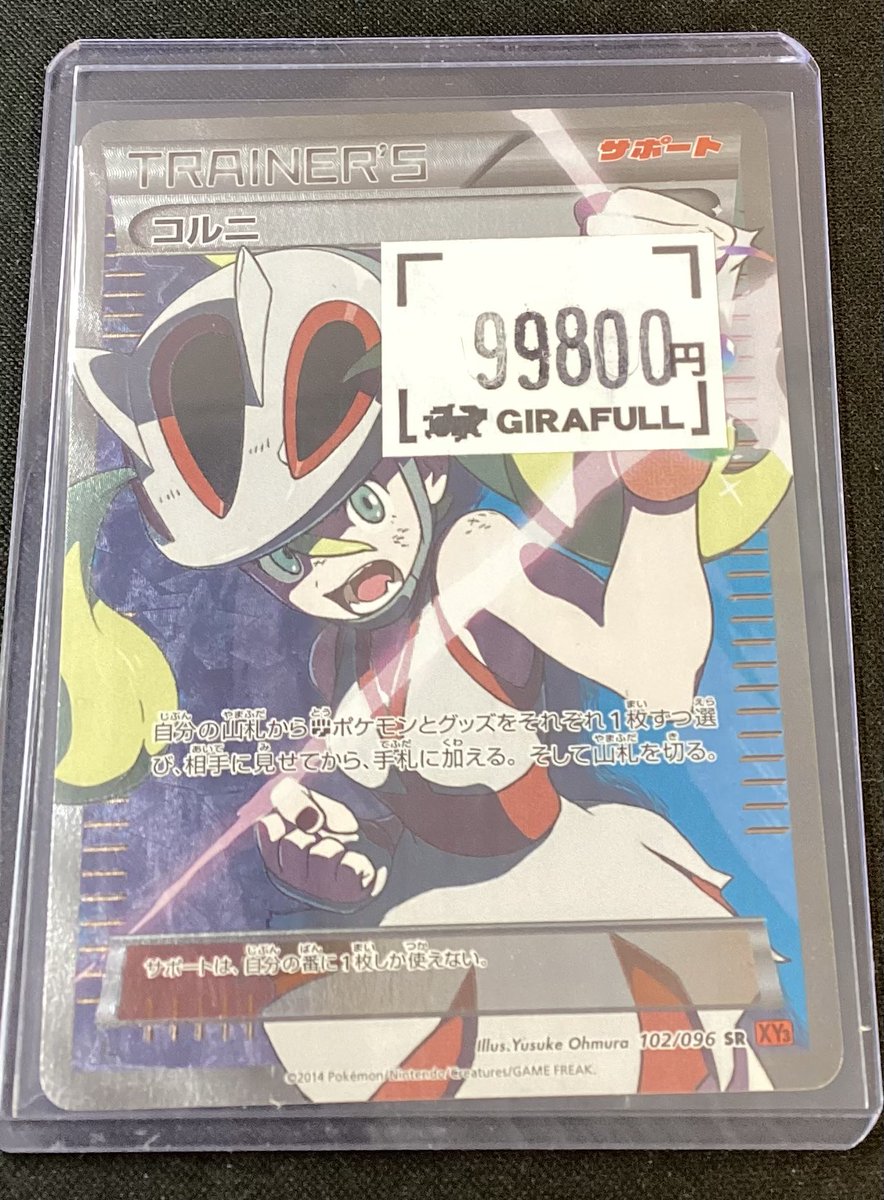 TRAINER'S
サポート
コルニ
99800円
GIRAFULL
自分の山札からポケモンとグッズをそれぞれ1枚ずつ選
び、相手に見せてから、手札に加える。そして山札を切る。
サポートは、自分の番に1枚しか使えない。
Illus.Yusuke Ohmura 102/096 SR XY3
©2014 Pokémon/Nintendo/Creatures/GAME FREAK.